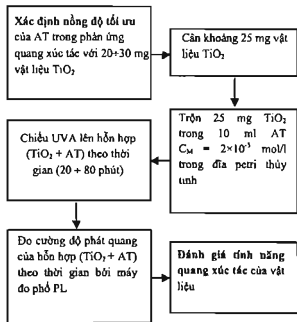 Xác định nồng độ tối ưu
của AT trong phản ứng
quang xúc tác với 20÷30 mg
vật liệu TiO₂
Cân khoảng 25 mg vật
liệu TiO₂
Trộn 25 mg TiO₂
trong 10 ml AT
C_M = 2×10⁻³ mol/l
trong đĩa petri thủy
tinh
Chiếu UVA lên hỗn hợp
(TiO₂ + AT) theo thời
gian (20 ÷ 80 phút)
Đo cường độ phát quang
của hỗn hợp (TiO₂ + AT)
theo thời gian bởi máy
đo phổ PL
Đánh giá tính năng
quang xúc tác của vật
liệu